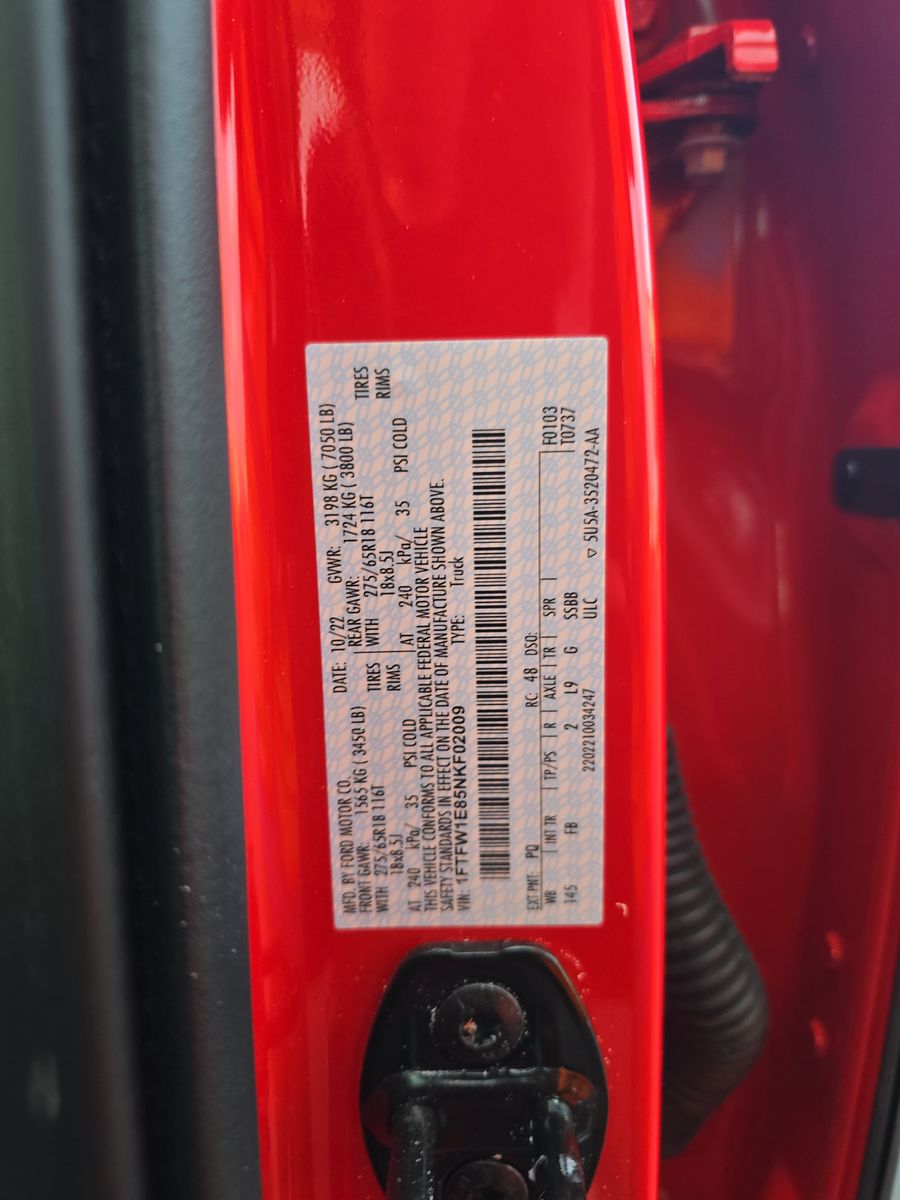 MFD. BY FORD MOTOR CO.
DATE: 10/22 GVWR: 3198 KG ( 7050 LB)
FRONT GAWR: 1565 KG ( 3450 LB) REAR GAWR: 1724 KG ( 3800 LB)
WITH 275/65R18 116T TIRES WITH 275/65R18 116T TIRES
18x8.5J RIMS 18x8.5J RIMS
AT 240 kPa/ 35 PSI COLD AT 240 kPa/ 35 PSI COLD
THIS VEHICLE CONFORMS TO ALL APPLICABLE FEDERAL MOTOR VEHICLE
SAFETY STANDARDS IN EFFECT ON THE DATE OF MANUFACTURE SHOWN ABOVE.
VIN: 1FTFW1E85NKF02009 TYPE: Truck
EXT PNT: PQ RC: 48 DSO: F0103
WB INT TR TP/PS R AXLE TR SPR T0737
145 FB 2 L9 G SSBB
2202210034247 ULC ▽ 5U5A-3520472-AA